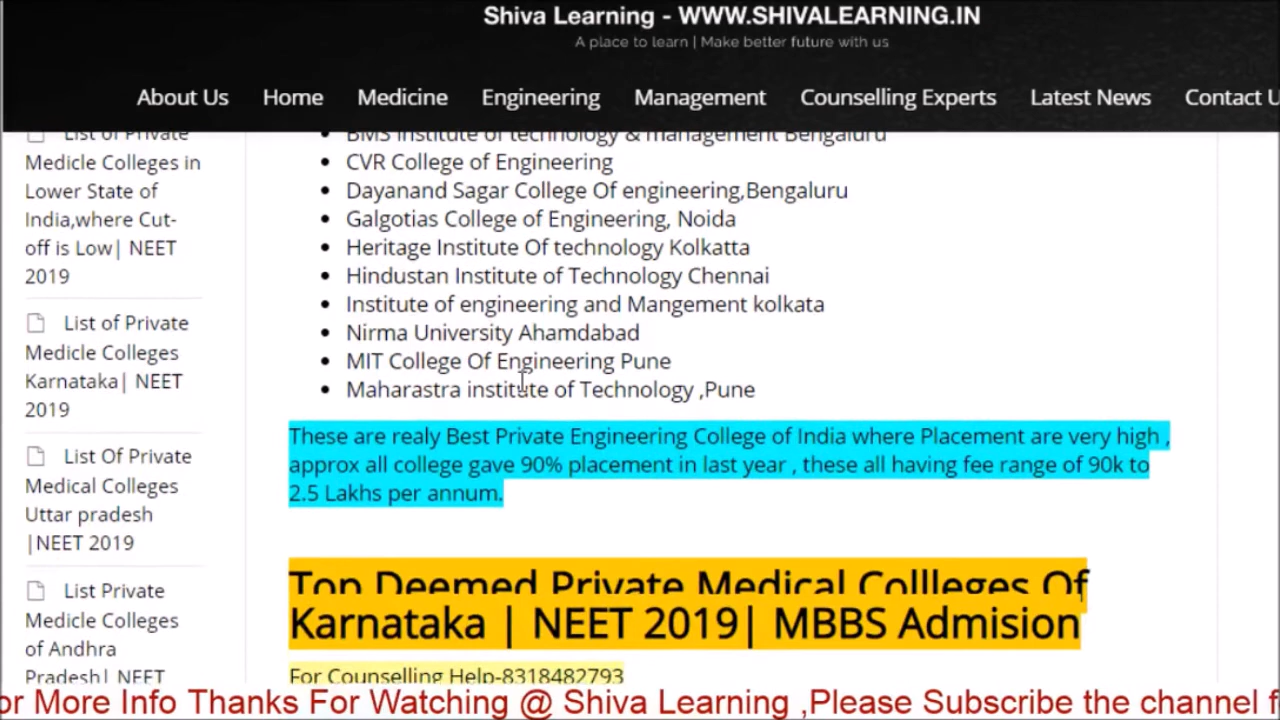 Shiva Learning - WWW.SHIVALEARNING.IN
A place to learn | Make better future with us
About Us Home Medicine Engineering Management Counselling Experts Latest News Contact U
List of Private
Medicle Colleges in
Lower State of
India,where Cut-
off is Low| NEET
2019
List of Private
Medicle Colleges
Karnataka| NEET
2019
List Of Private
Medical Colleges
Uttar pradesh
|NEET 2019
List Private
Medicle Colleges
of Andhra
Pradesh| NEET
BMS Institute of technology & management Bengaluru
CVR College of Engineering
Dayanand Sagar College Of engineering,Bengaluru
Galgotias College of Engineering, Noida
Heritage Institute Of technology Kolkatta
Hindustan Institute of Technology Chennai
Institute of engineering and Mangement kolkata
Nirma University Ahamdabad
MIT College Of Engineering Pune
Maharastra institute of Technology ,Pune
These are realy Best Private Engineering College of India where Placement are very high ,
approx all college gave 90% placement in last year , these all having fee range of 90k to
2.5 Lakhs per annum.
Top Deemed Private Medical Collleges Of
Karnataka | NEET 2019| MBBS Admision
For Counselling Help-8318482793
or More Info Thanks For Watching @ Shiva Learning ,Please Subscribe the channel f